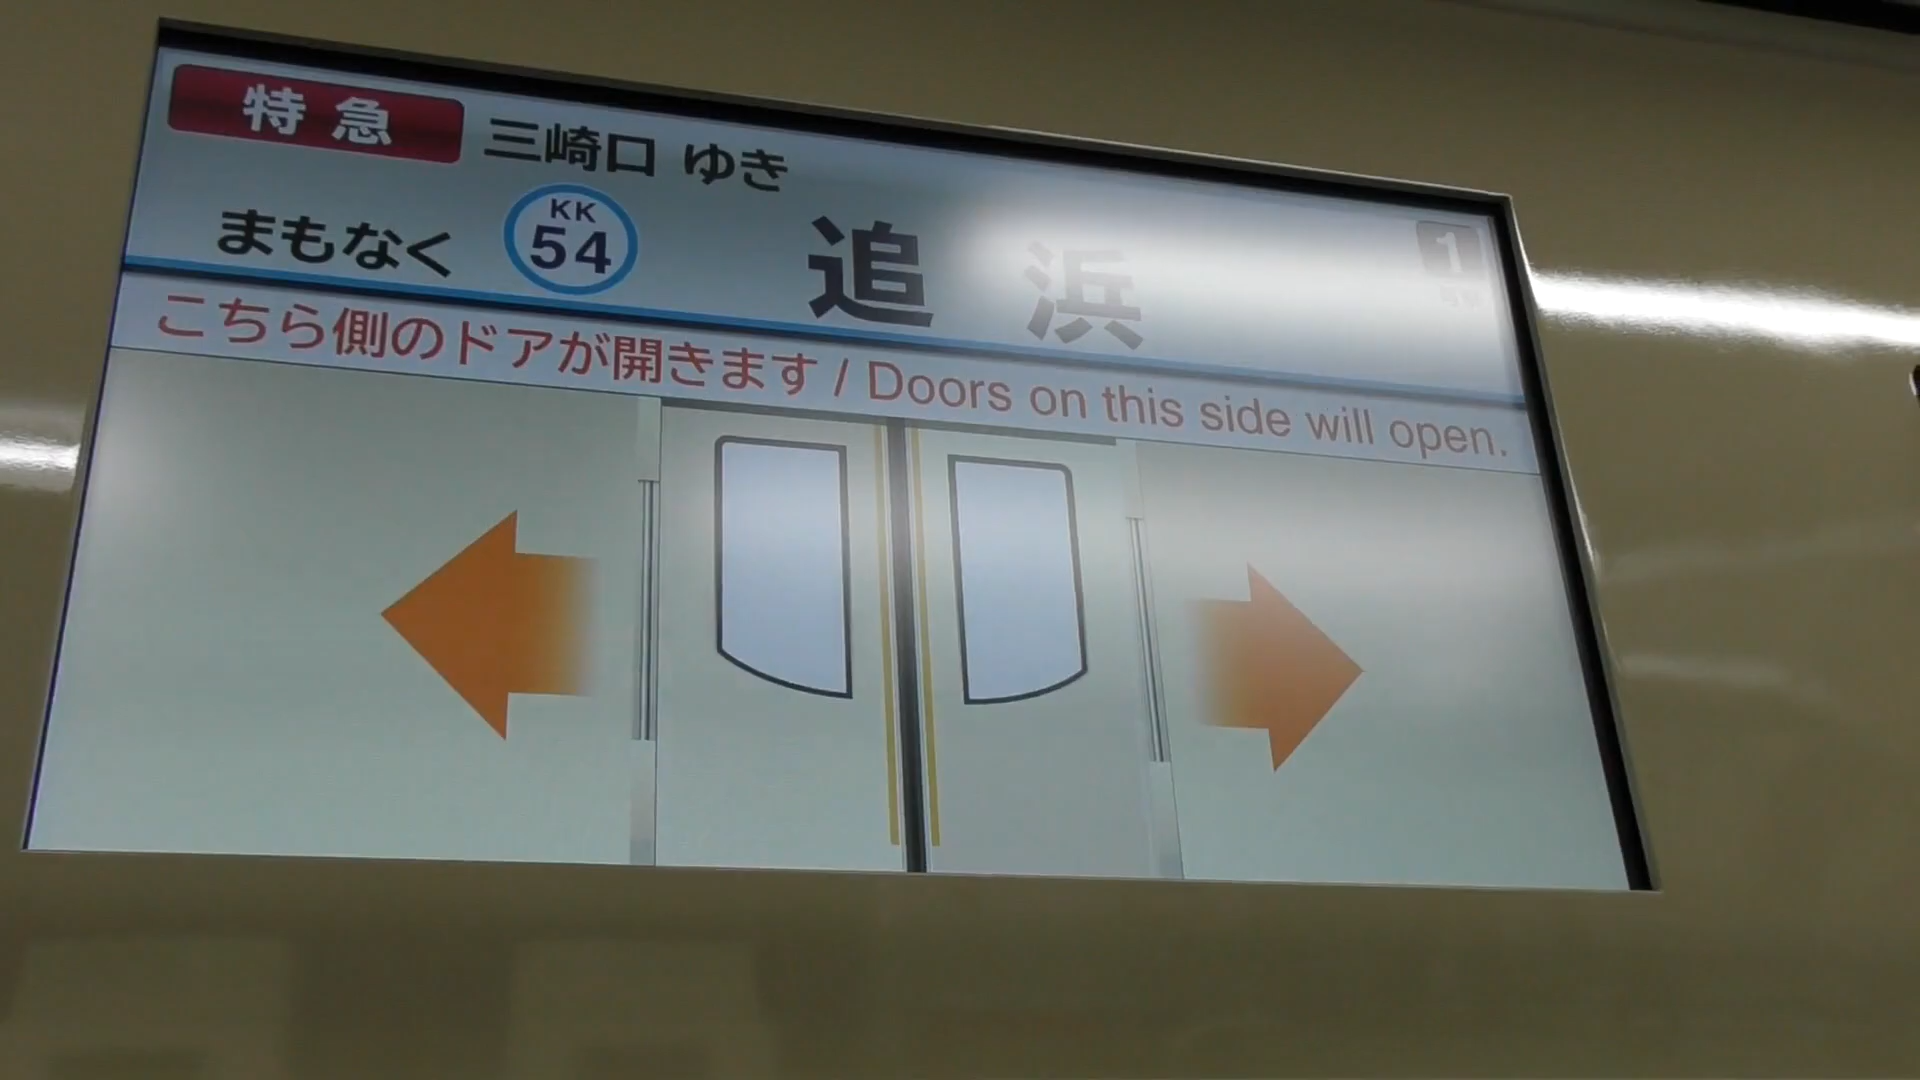 特急 三崎口 ゆき
まもなく KK 54 追浜 1
こちら側のドアが開きます / Doors on this side will open.